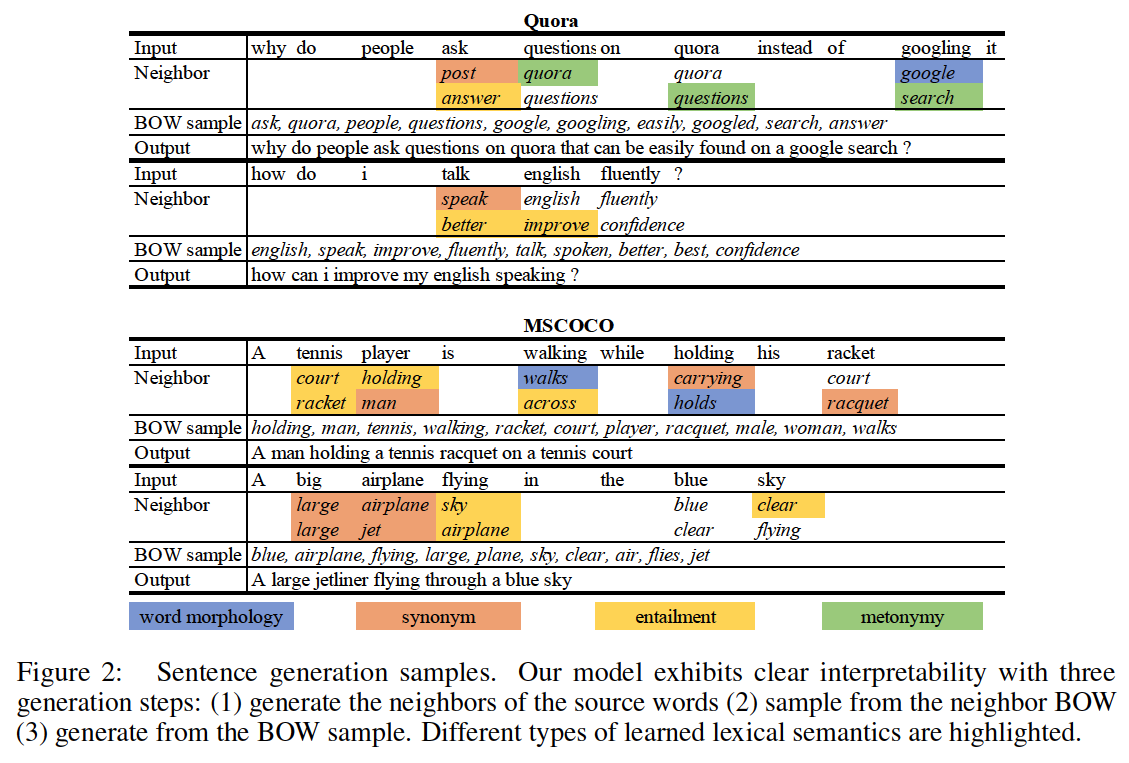 Quora
Input why do people ask questions on quora instead of googling it
Neighbor post quora quora google
answer questions questions search
BOW sample ask, quora, people, questions, google, googling, easily, googled, search, answer
Output why do people ask questions on quora that can be easily found on a google search ?
Input how do i talk english fluently ?
Neighbor speak english fluently
better improve confidence
BOW sample english, speak, improve, fluently, talk, spoken, better, best, confidence
Output how can i improve my english speaking ?
MSCOCO
Input A tennis player is walking while holding his racket
Neighbor court holding walks carrying court
racket man across holds racquet
BOW sample holding, man, tennis, walking, racket, court, player, racquet, male, woman, walks
Output A man holding a tennis racquet on a tennis court
Input A big airplane flying in the blue sky
Neighbor large airplane sky blue clear
large jet airplane clear flying
BOW sample blue, airplane, flying, large, plane, sky, clear, air, flies, jet
Output A large jetliner flying through a blue sky
word morphology synonym entailment metonymy
Figure 2: Sentence generation samples. Our model exhibits clear interpretability with three
generation steps: (1) generate the neighbors of the source words (2) sample from the neighbor BOW
(3) generate from the BOW sample. Different types of learned lexical semantics are highlighted.